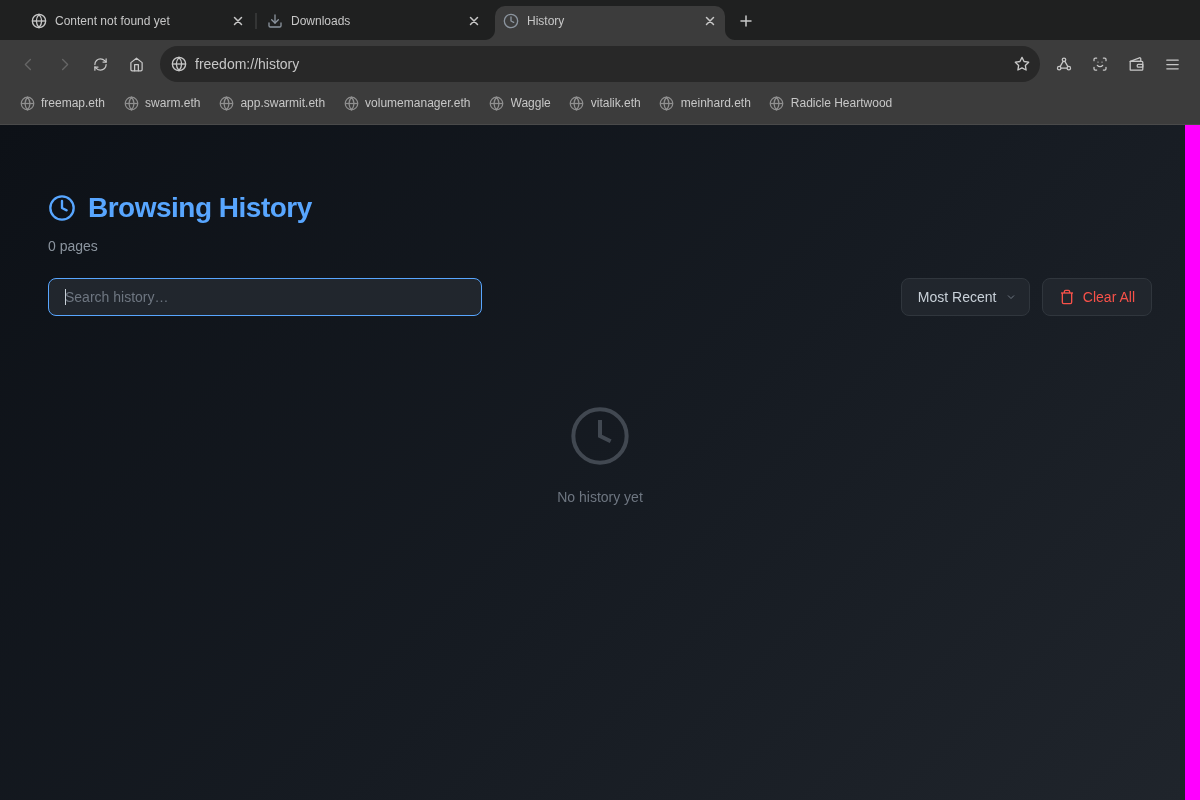 Content not found yet
Downloads
History
freedom://history
freemap.eth
swarm.eth
app.swarmit.eth
volumemanager.eth
Waggle
vitalik.eth
meinhard.eth
Radicle Heartwood
Browsing History
0 pages
Search history…
Most Recent
Clear All
No history yet